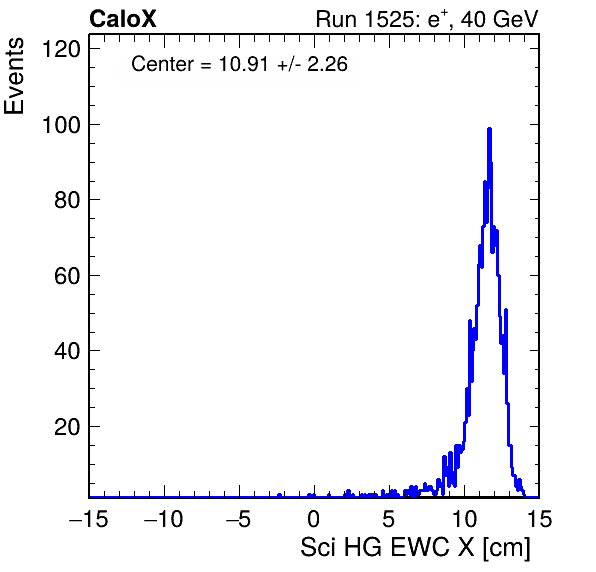 CaloX Run 1525: e⁺, 40 GeV
Events
Center = 10.91 +/- 2.26
120
100
80
60
40
20
−15 −10 −5 0 5 10 15
Sci HG EWC X [cm]